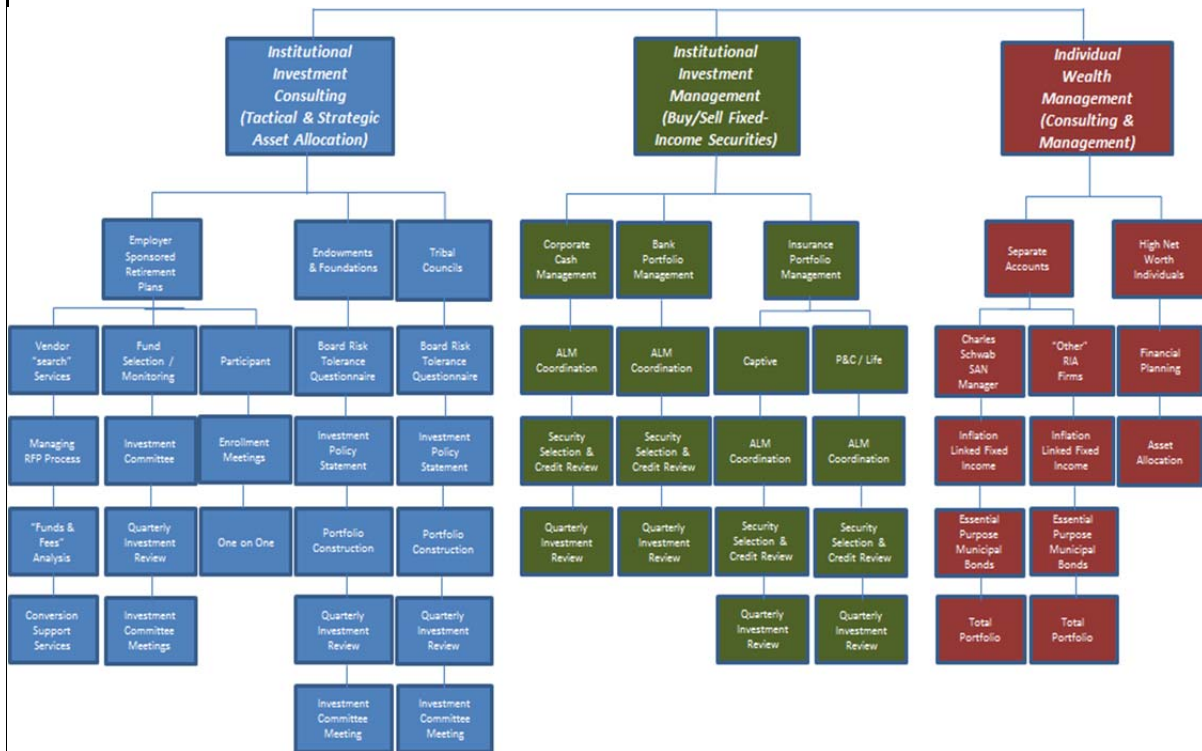 Institutional
Investment
Consulting
(Tactical & Strategic
Asset Allocation)
Institutional
Investment
Management
(Buy/Sell Fixed-
Income Securities)
Individual
Wealth
Management
(Consulting &
Management)
Employer
Sponsored
Retirement
Plans
Endowments
& Foundations
Tribal
Councils
Corporate
Cash
Management
Bank
Portfolio
Management
Insurance
Portfolio
Management
Separate
Accounts
High Net
Worth
Individuals
Vendor
"search"
Services
Fund
Selection /
Monitoring
Participant
Board Risk
Tolerance
Questionnaire
Board Risk
Tolerance
Questionnaire
ALM
Coordination
ALM
Coordination
Captive
P&C / Life
Charles
Schwab
SAN
Manager
"Other"
RIA
Firms
Financial
Planning
Managing
RFP Process
Investment
Committee
Enrollment
Meetings
Investment
Policy
Statement
Investment
Policy
Statement
Security
Selection &
Credit Review
Security
Selection &
Credit Review
ALM
Coordination
ALM
Coordination
Inflation
Linked Fixed
Income
Inflation
Linked Fixed
Income
Asset
Allocation
"Funds &
Fees"
Analysis
Quarterly
Investment
Review
One on One
Portfolio
Construction
Portfolio
Construction
Quarterly
Investment
Review
Quarterly
Investment
Review
Security
Selection &
Credit Review
Security
Selection &
Credit Review
Essential
Purpose
Municipal
Bonds
Essential
Purpose
Municipal
Bonds
Conversion
Support
Services
Investment
Committee
Meetings
Quarterly
Investment
Review
Quarterly
Investment
Review
Quarterly
Investment
Review
Quarterly
Investment
Review
Total
Portfolio
Total
Portfolio
Investment
Committee
Meeting
Investment
Committee
Meeting